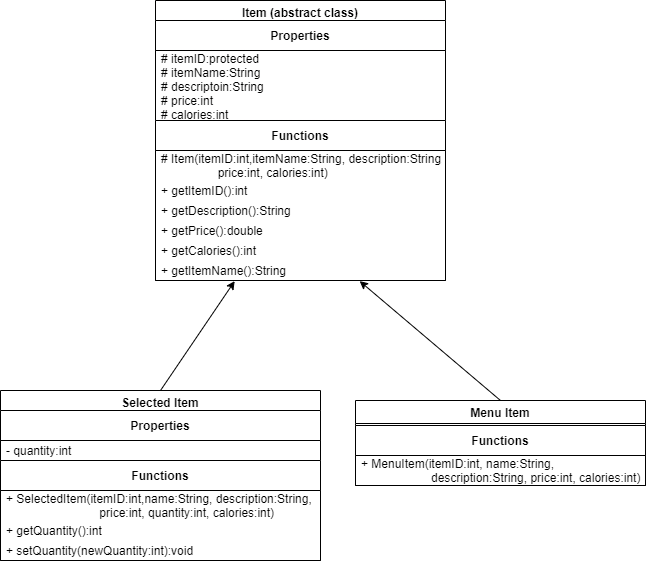 Item (abstract class)
Properties
# itemID:protected
# itemName:String
# descriptoin:String
# price:int
# calories:int
Functions
# Item(itemID:int,itemName:String, description:String
price:int, calories:int)
+ getItemID():int
+ getDescription():String
+ getPrice():double
+ getCalories():int
+ getItemName():String
Selected Item
Properties
- quantity:int
Functions
+ SelectedItem(itemID:int,name:String, description:String,
price:int, quantity:int, calories:int)
+ getQuantity():int
+ setQuantity(newQuantity:int):void
Menu Item
Functions
+ MenuItem(itemID:int, name:String,
description:String, price:int, calories:int)